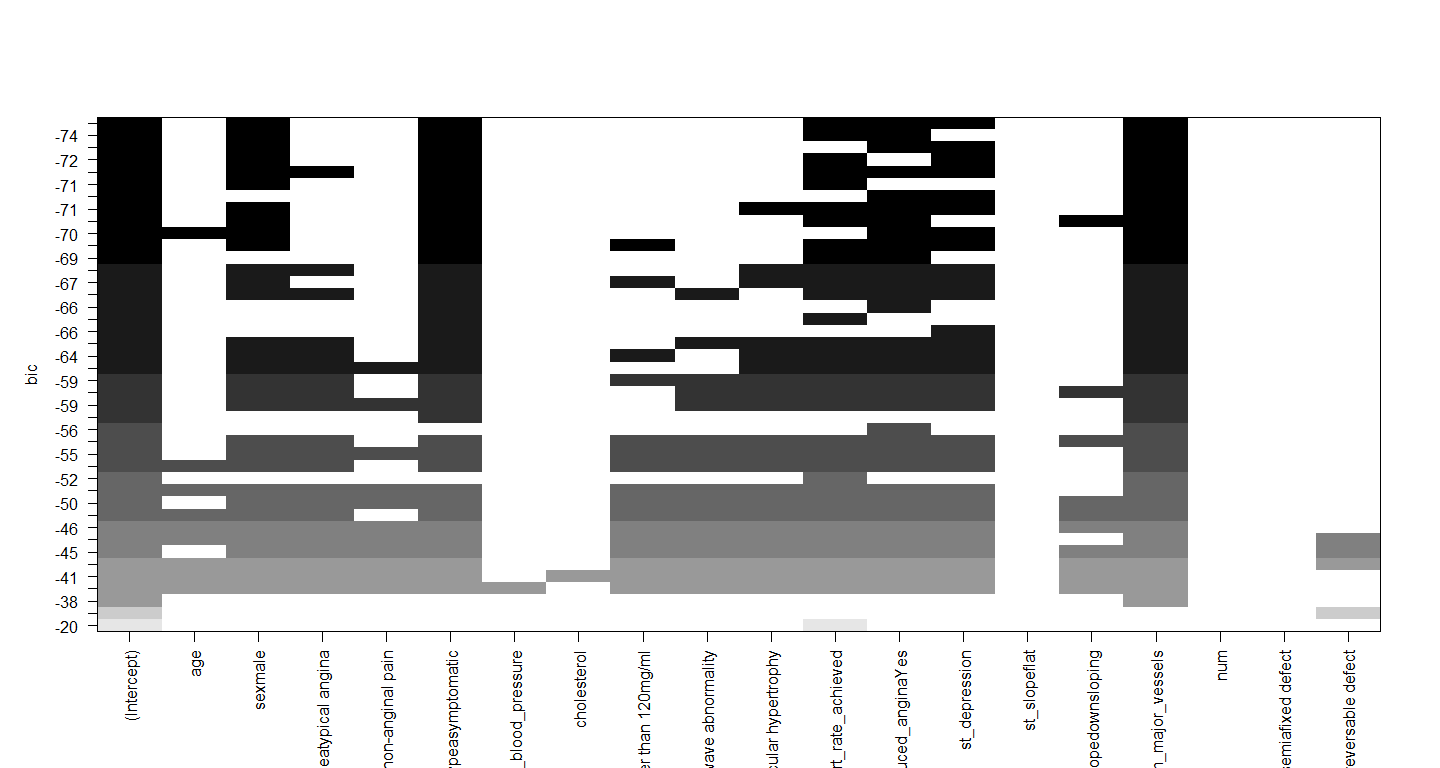 bic
-74
-72
-71
-71
-70
-69
-67
-66
-66
-64
-59
-59
-56
-55
-52
-50
-46
-45
-41
-38
-20
(Intercept)
age
sexmale
eatypical angina
non-anginal pain
peasymptomatic
_blood_pressure
cholesterol
er than 120mg/ml
wave abnormality
cular hypertrophy
rt_rate_achieved
uced_anginaYes
st_depression
st_slopeflat
opedownsloping
n_major_vessels
num
emiafixed defect
eversable defect